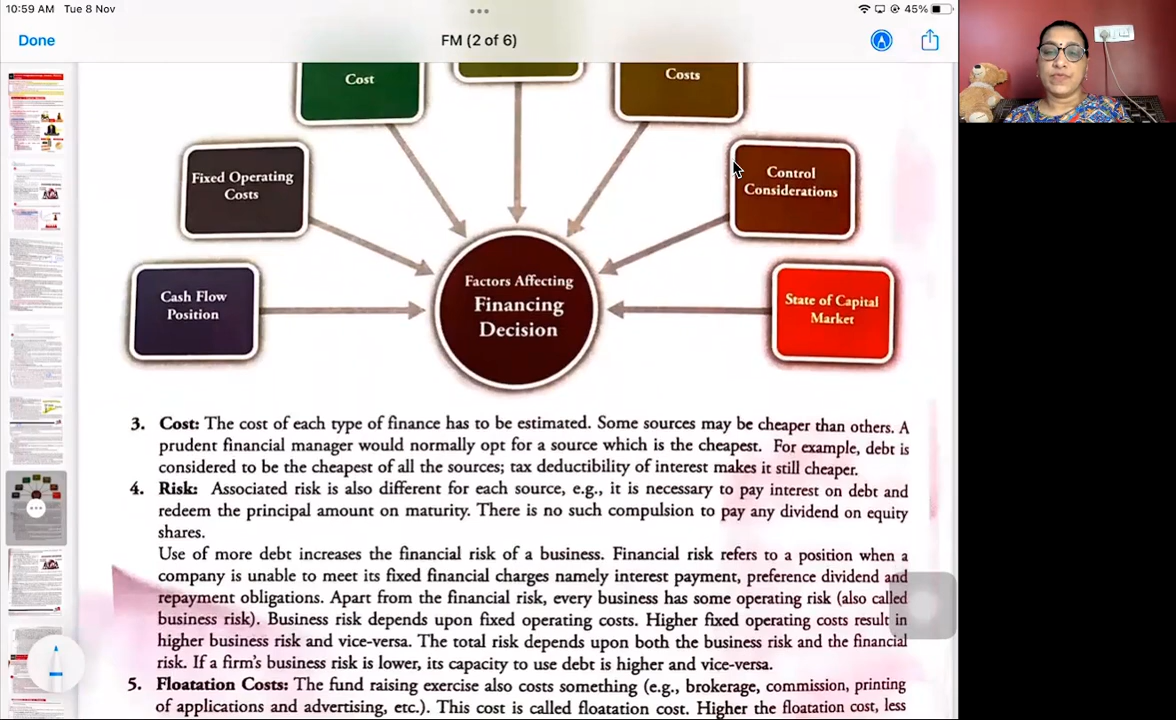 10:59 AM Tue 8 Nov
45%
Done
FM (2 of 6)
Cost
Costs
Fixed Operating
Costs
Control
Considerations
Cash Flow
Position
Factors Affecting
Financing
Decision
State of Capital
Market
3. Cost: The cost of each type of finance has to be estimated. Some sources may be cheaper than others. A
prudent financial manager would normally opt for a source which is the cheapest. For example, debt is
considered to be the cheapest of all the sources; tax deductibility of interest makes it still cheaper.
4. Risk: Associated risk is also different for each source, e.g., it is necessary to pay interest on debt and
redeem the principal amount on maturity. There is no such compulsion to pay any dividend on equity
shares.
Use of more debt increases the financial risk of a business. Financial risk refers to a position when a
company is unable to meet its fixed financial charges namely interest payment, preference dividend and
repayment obligations. Apart from the financial risk, every business has some operating risk (also called
business risk). Business risk depends upon fixed operating costs. Higher fixed operating costs result in
higher business risk and vice-versa. The total risk depends upon both the business risk and the financial
risk. If a firm's business risk is lower, its capacity to use debt is higher and vice-versa.
5. Floatation Costs: The fund raising exercise also costs something (e.g., brokerage, commission, printing
of applications and advertising, etc.). This cost is called floatation cost. Higher the floatation cost, less